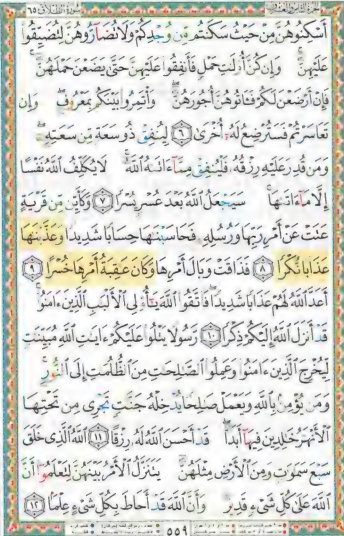 سورة الطلاق ٦٥
أَسْكِنُوهُنَّ مِنْ حَيْثُ سَكَنتُم مِّن وُجْدِكُمْ وَلَا تُضَآرُّوهُنَّ لِتُضَيِّقُوا۟
عَلَيْهِنَّ ۚ وَإِن كُنَّ أُو۟لَٰتِ حَمْلٍ فَأَنفِقُوا۟ عَلَيْهِنَّ حَتَّىٰ يَضَعْنَ حَمْلَهُنَّ ۚ
فَإِنْ أَرْضَعْنَ لَكُمْ فَـَٔاتُوهُنَّ أُجُورَهُنَّ ۖ وَأْتَمِرُوا۟ بَيْنَكُم بِمَعْرُوفٍ ۖ وَإِن
تَعَاسَرْتُمْ فَسَتُرْضِعُ لَهُۥٓ أُخْرَىٰ ٦ لِيُنفِقْ ذُو سَعَةٍ مِّن سَعَتِهِۦ ۖ
وَمَن قُدِرَ عَلَيْهِ رِزْقُهُۥ فَلْيُنفِقْ مِمَّآ ءَاتَىٰهُ ٱللَّهُ ۚ لَا يُكَلِّفُ ٱللَّهُ نَفْسًا
إِلَّا مَآ ءَاتَىٰهَا ۚ سَيَجْعَلُ ٱللَّهُ بَعْدَ عُسْرٍ يُسْرًا ٧ وَكَأَيِّن مِّن قَرْيَةٍ
عَتَتْ عَنْ أَمْرِ رَبِّهَا وَرُسُلِهِۦ فَحَاسَبْنَٰهَا حِسَابًا شَدِيدًا وَعَذَّبْنَٰهَا
عَذَابًا نُّكْرًا ٨ فَذَاقَتْ وَبَالَ أَمْرِهَا وَكَانَ عَٰقِبَةُ أَمْرِهَا خُسْرًا ٩
أَعَدَّ ٱللَّهُ لَهُمْ عَذَابًا شَدِيدًا ۖ فَٱتَّقُوا۟ ٱللَّهَ يَٰٓأُو۟لِى ٱلْأَلْبَٰبِ ٱلَّذِينَ ءَامَنُوا۟ ۚ
قَدْ أَنزَلَ ٱللَّهُ إِلَيْكُمْ ذِكْرًا ١٠ رَّسُولًا يَتْلُوا۟ عَلَيْكُمْ ءَايَٰتِ ٱللَّهِ مُبَيِّنَٰتٍ
لِّيُخْرِجَ ٱلَّذِينَ ءَامَنُوا۟ وَعَمِلُوا۟ ٱلصَّٰلِحَٰتِ مِنَ ٱلظُّلُمَٰتِ إِلَى ٱلنُّورِ ۚ
وَمَن يُؤْمِنۢ بِٱللَّهِ وَيَعْمَلْ صَٰلِحًا يُدْخِلْهُ جَنَّٰتٍ تَجْرِى مِن تَحْتِهَا
ٱلْأَنْهَٰرُ خَٰلِدِينَ فِيهَآ أَبَدًا ۖ قَدْ أَحْسَنَ ٱللَّهُ لَهُۥ رِزْقًا ١١ ٱللَّهُ ٱلَّذِى خَلَقَ
سَبْعَ سَمَٰوَٰتٍ وَمِنَ ٱلْأَرْضِ مِثْلَهُنَّ يَتَنَزَّلُ ٱلْأَمْرُ بَيْنَهُنَّ لِتَعْلَمُوٓا۟ أَنَّ
ٱللَّهَ عَلَىٰ كُلِّ شَىْءٍ قَدِيرٌ وَأَنَّ ٱللَّهَ قَدْ أَحَاطَ بِكُلِّ شَىْءٍ عِلْمًۢا ١٢
٥٥٩